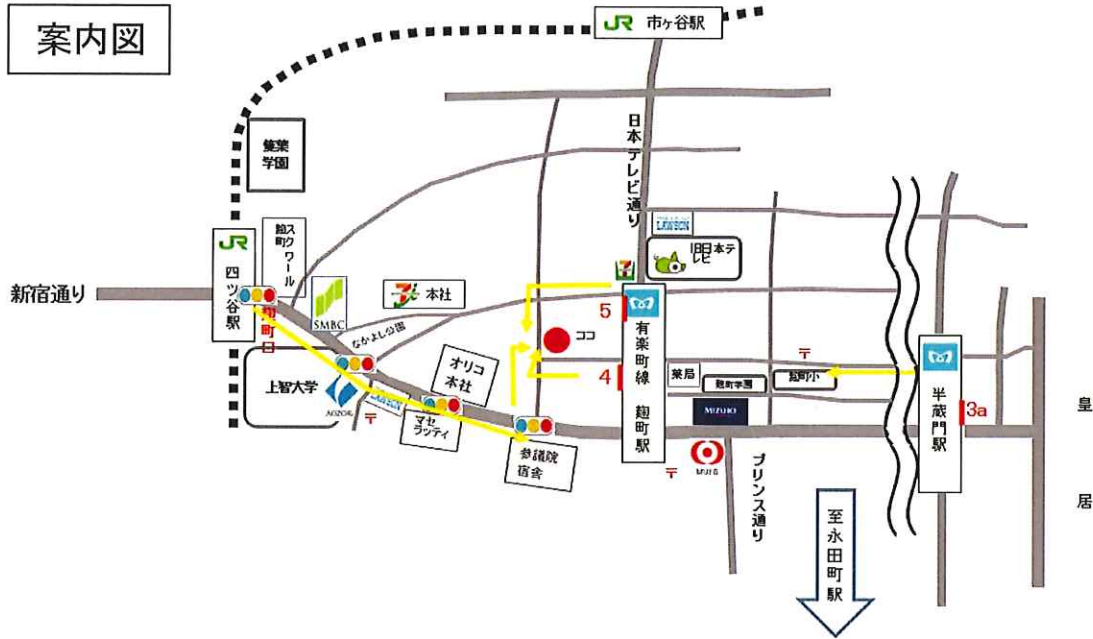 案内図
JR 市ヶ谷駅
日本テレビ通り
雙葉
学園
JR 四ツ谷駅
麹町
スクワール
麹町口
新宿通り
SMBC
なかよし公園
7 本社
LAWSON
旧日本テ
レビ
7
5
ココ
有楽町線 麹町駅
4
薬局
麹町学園
〒
麹町小
半蔵門駅
3a
皇居
上智大学
AOZORA
〒
LAWSON
オリコ
本社
マセ
ラッティ
参議院
宿舎
MIZUHO
〒
MUFG
プリンス通り
至永田町駅